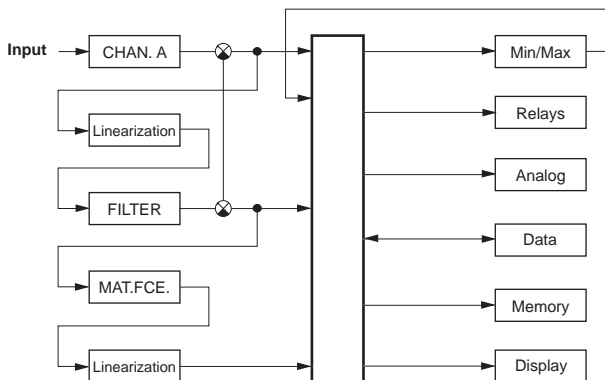 Input
CHAN. A
Min/Max
Linearization
Relays
Analog
FILTER
Data
MAT.FCE.
Memory
Linearization
Display